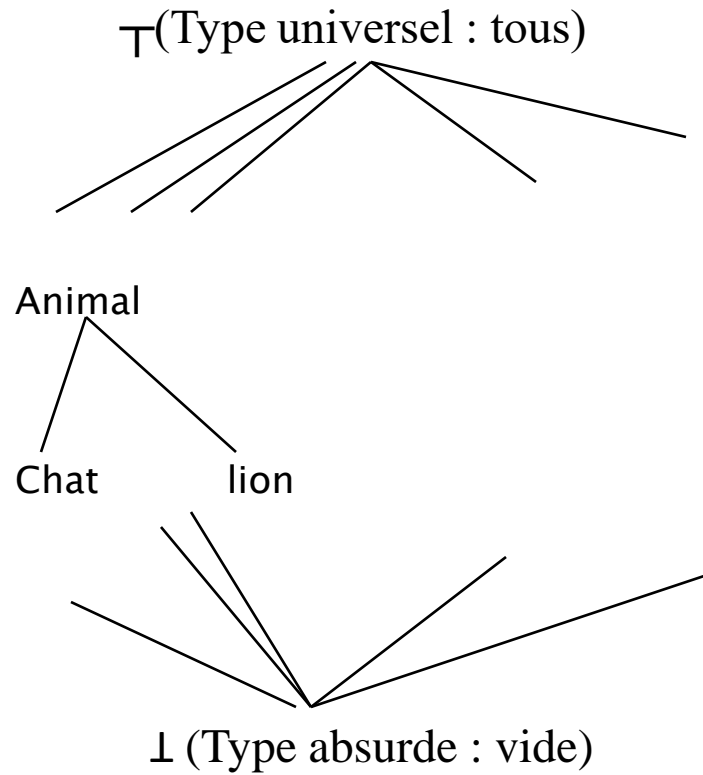 ⊤(Type universel : tous)
Animal
Chat lion
⊥ (Type absurde : vide)